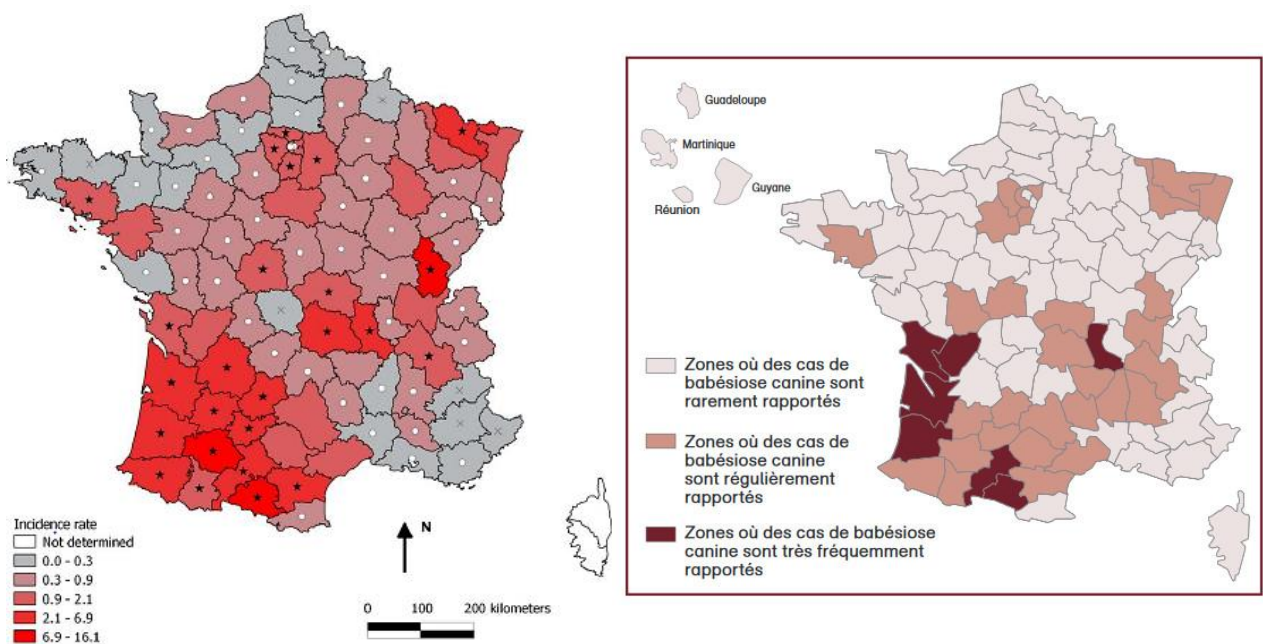 Incidence rate
Not determined
0.0 - 0.3
0.3 - 0.9
0.9 - 2.1
2.1 - 6.9
6.9 - 16.1
N
0 100 200 kilometers
Guadeloupe
Martinique
Guyane
Réunion
Zones où des cas de
babésiose canine sont
rarement rapportés
Zones où des cas de
babésiose canine
sont régulièrement
rapportés
Zones où des cas de babésiose
canine sont très fréquemment
rapportés